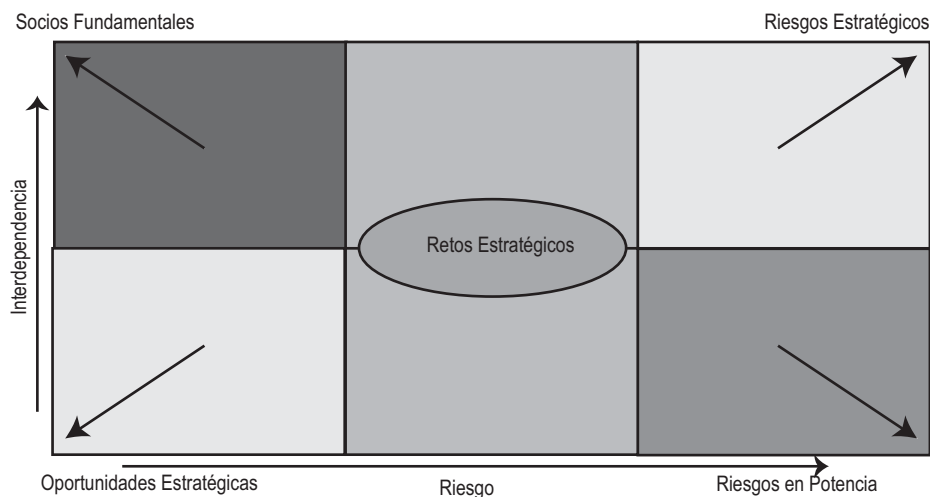 Socios Fundamentales
Riesgos Estratégicos
Interdependencia
Retos Estratégicos
Oportunidades Estratégicas
Riesgo
Riesgos en Potencia